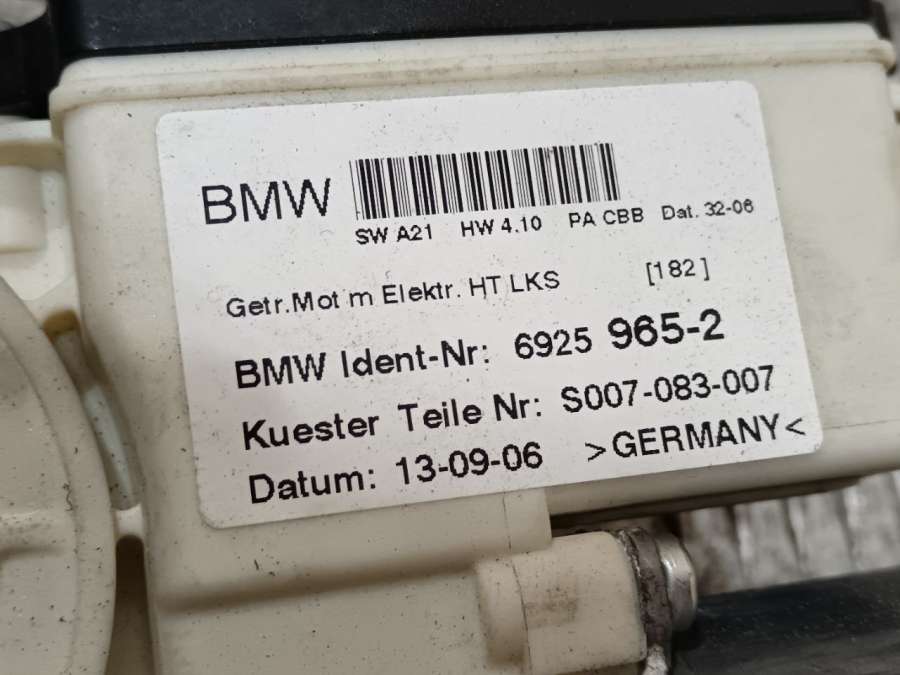 BMW
SW A21 HW 4.10 PA CBB Dat. 32-06
Getr.Mot m Elektr. HT LKS [182]
BMW Ident-Nr: 6925 965-2
Kuester Teile Nr: S007-083-007
Datum: 13-09-06 >GERMANY<